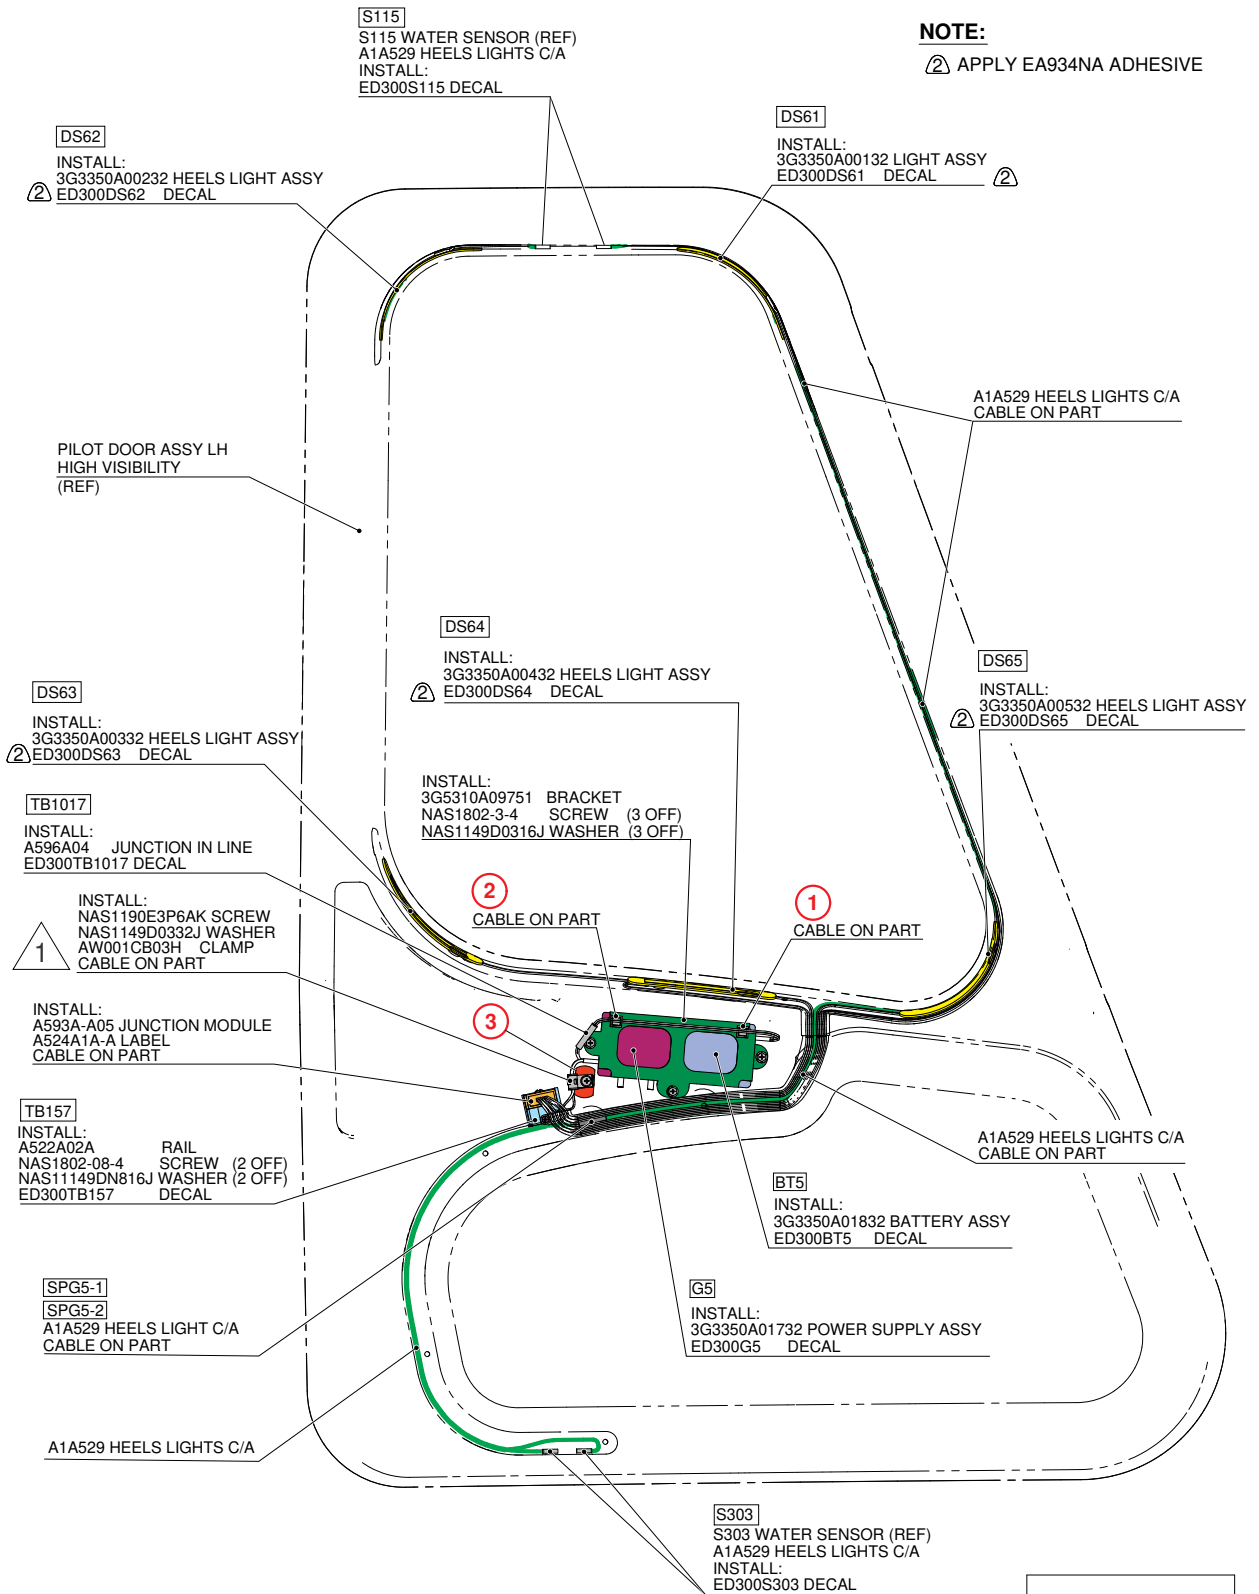 S115
S115 WATER SENSOR (REF)
A1A529 HEELS LIGHTS C/A
INSTALL:
ED300S115 DECAL
NOTE:
2 APPLY EA934NA ADHESIVE
DS62
INSTALL:
3G3350A00232 HEELS LIGHT ASSY
2 ED300DS62 DECAL
DS61
INSTALL:
3G3350A00132 LIGHT ASSY
ED300DS61 DECAL 2
A1A529 HEELS LIGHTS C/A
CABLE ON PART
PILOT DOOR ASSY LH
HIGH VISIBILITY
(REF)
DS64
INSTALL:
3G3350A00432 HEELS LIGHT ASSY
2 ED300DS64 DECAL
DS65
INSTALL:
3G3350A00532 HEELS LIGHT ASSY
2 ED300DS65 DECAL
DS63
INSTALL:
3G3350A00332 HEELS LIGHT ASSY
2 ED300DS63 DECAL
INSTALL:
3G5310A09751 BRACKET
NAS1802-3-4 SCREW (3 OFF)
NAS1149D0316J WASHER (3 OFF)
TB1017
INSTALL:
A596A04 JUNCTION IN LINE
ED300TB1017 DECAL
2
CABLE ON PART
1
CABLE ON PART
1
INSTALL:
NAS1190E3P6AK SCREW
NAS1149D0332J WASHER
AW001CB03H CLAMP
CABLE ON PART
3
INSTALL:
A593A-A05 JUNCTION MODULE
A524A1A-A LABEL
CABLE ON PART
TB157
INSTALL:
A522A02A RAIL
NAS1802-08-4 SCREW (2 OFF)
NAS11149DN816J WASHER (2 OFF)
ED300TB157 DECAL
A1A529 HEELS LIGHTS C/A
CABLE ON PART
BT5
INSTALL:
3G3350A01832 BATTERY ASSY
ED300BT5 DECAL
SPG5-1
SPG5-2
A1A529 HEELS LIGHT C/A
CABLE ON PART
G5
INSTALL:
3G3350A01732 POWER SUPPLY ASSY
ED300G5 DECAL
A1A529 HEELS LIGHTS C/A
S303
S303 WATER SENSOR (REF)
A1A529 HEELS LIGHTS C/A
INSTALL:
ED300S303 DECAL